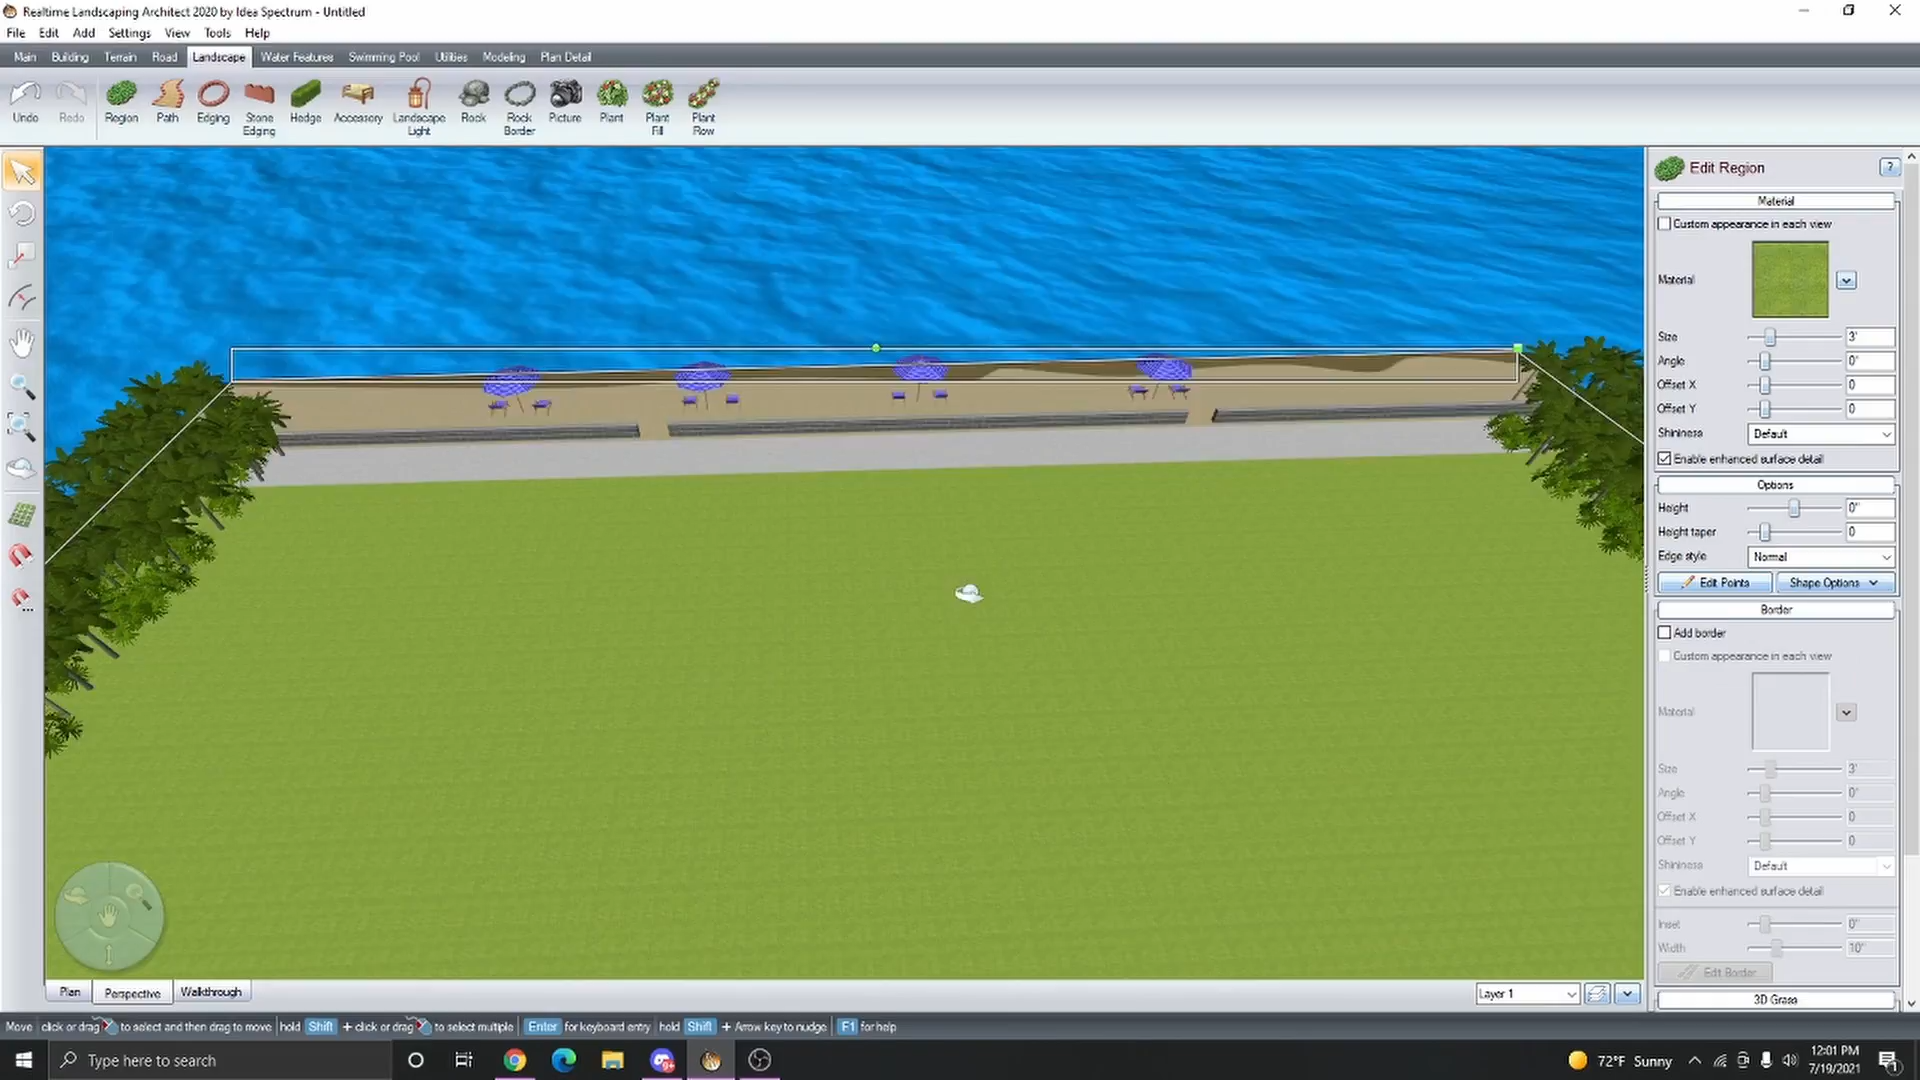 Realtime Landscaping Architect 2020 by Idea Spectrum - Untitled
File Edit Add Settings View Tools Help
Main Building Terrain Road Landscape Water Features Swimming Pool Utilities Modeling Plan Detail
Undo Redo Region Path Edging Stone Edging Hedge Accessory Landscape Light Rock Rock Border Picture Plant Plant Fill Plant Row
Edit Region ?
Material
Custom appearance in each view
Material
Size 3'
Angle 0°
Offset X 0
Offset Y 0
Shininess Default
Enable enhanced surface detail
Options
Height 0"
Height taper 0
Edge style Normal
Edit Points Shape Options
Border
Add border
Custom appearance in each view
Material
Size 3'
Angle 0°
Offset X 0
Offset Y 0
Shininess Default
Enable enhanced surface detail
Inset 0"
Width 10"
Edit Border
3D Grass
Plan Perspective Walkthrough
Layer 1
Move click or drag to select and then drag to move hold Shift + click or drag to select multiple Enter for keyboard entry hold Shift + Arrow key to nudge F1 for help
Type here to search
72°F Sunny
12:01 PM
7/19/2021